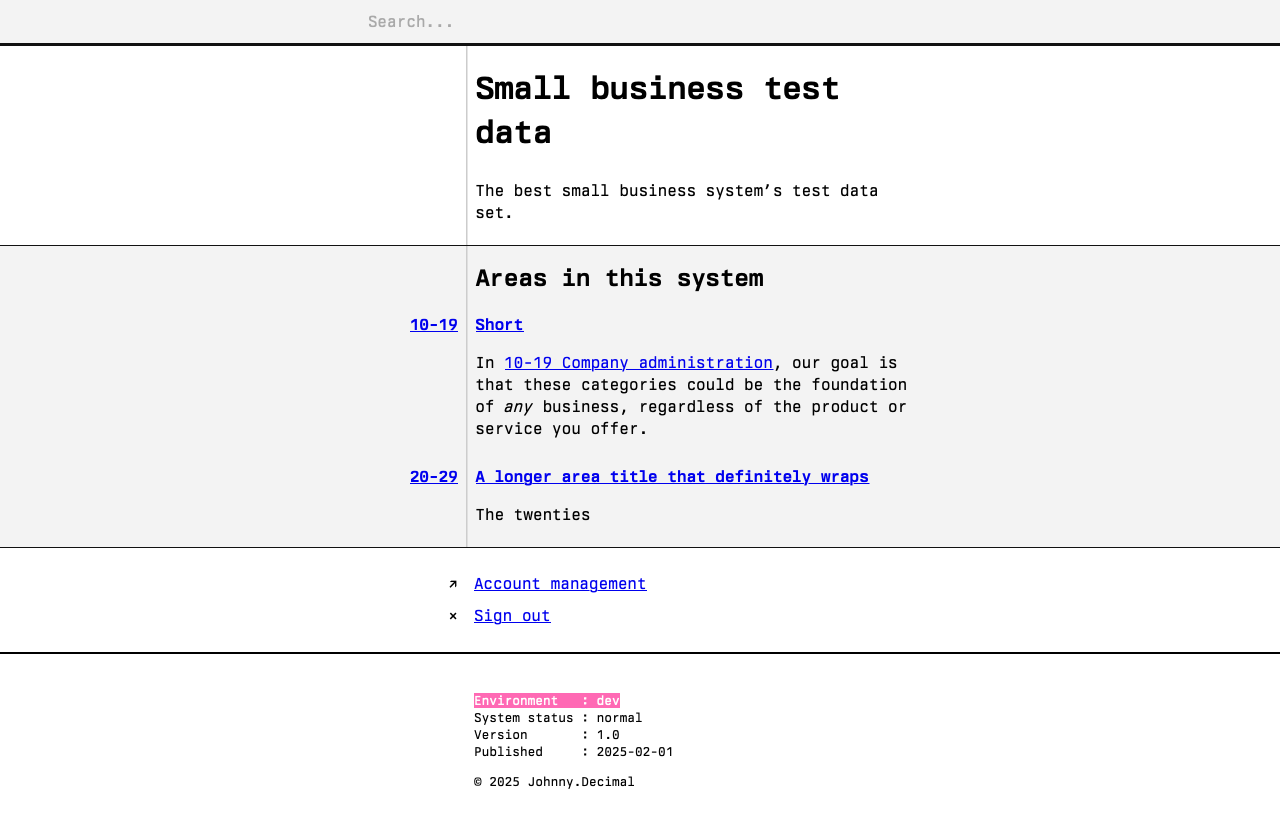 Search...
Small business test
data
The best small business system’s test data
set.
Areas in this system
10-19 Short
In 10-19 Company administration, our goal is
that these categories could be the foundation
of any business, regardless of the product or
service you offer.
20-29 A longer area title that definitely wraps
The twenties
↗ Account management
× Sign out
Environment : dev
System status : normal
Version : 1.0
Published : 2025-02-01
© 2025 Johnny.Decimal